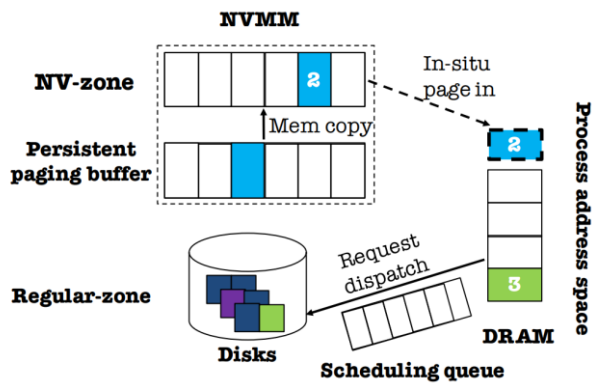 NVMM
NV-zone
2
In-situ
page in
Mem copy
Persistent
paging buffer
2
Process address space
Request
dispatch
Regular-zone
3
DRAM
Disks
Scheduling queue